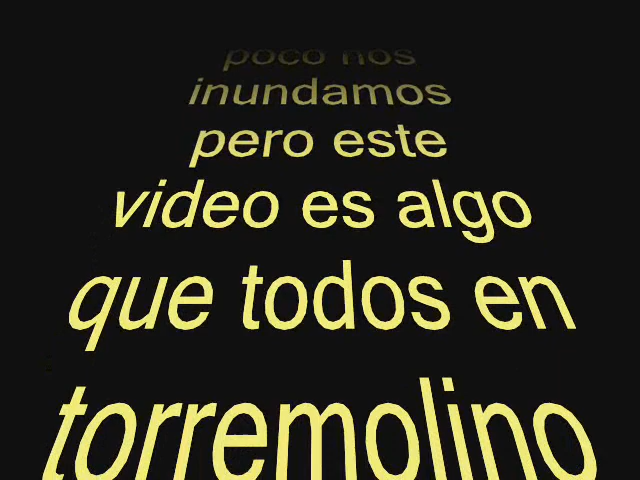 poco nos
inundamos
pero este
video es algo
que todos en
torremolino